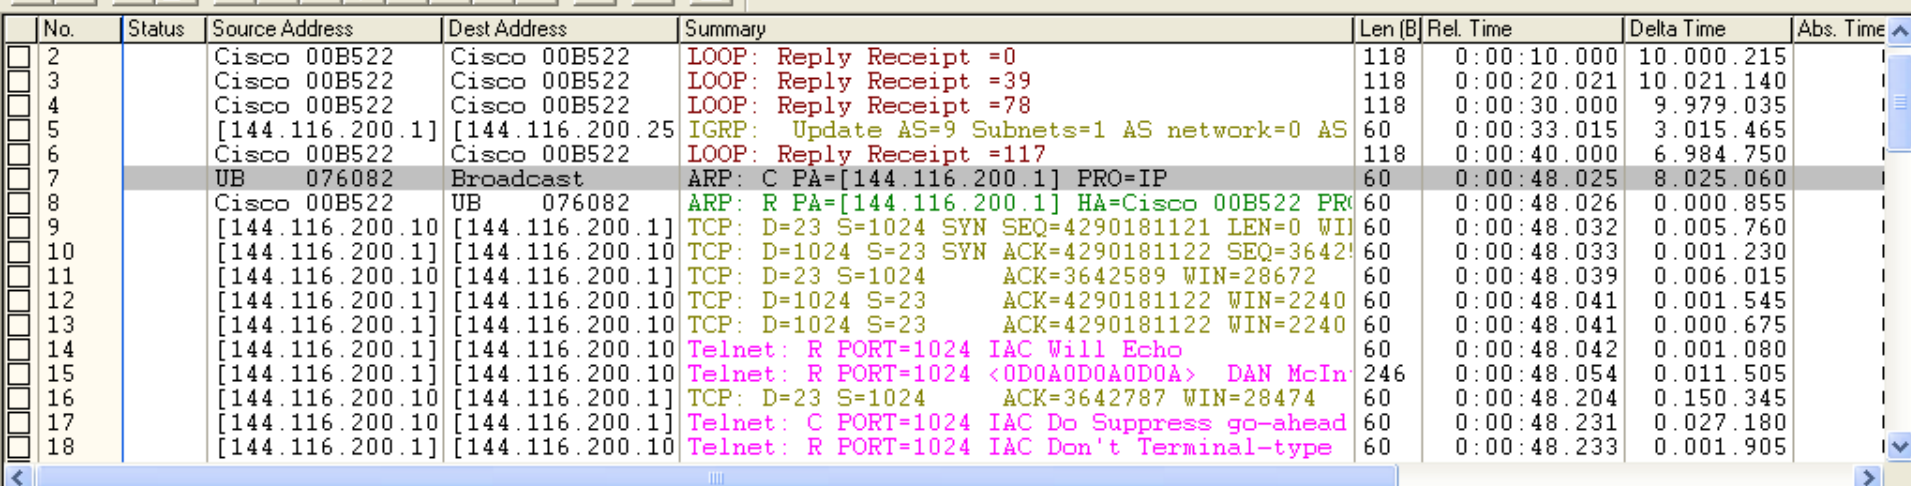 No. Status Source Address Dest Address Summary Len (B Rel. Time Delta Time Abs. Time
2 Cisco 00B522 Cisco 00B522 LOOP: Reply Receipt =0 118 0:00:10.000 10.000.215
3 Cisco 00B522 Cisco 00B522 LOOP: Reply Receipt =39 118 0:00:20.021 10.021.140
4 Cisco 00B522 Cisco 00B522 LOOP: Reply Receipt =78 118 0:00:30.000 9.979.035
5 [144.116.200.1] [144.116.200.25 IGRP: Update AS=9 Subnets=1 AS network=0 AS 60 0:00:33.015 3.015.465
6 Cisco 00B522 Cisco 00B522 LOOP: Reply Receipt =117 118 0:00:40.000 6.984.750
7 UB 076082 Broadcast ARP: C PA=[144.116.200.1] PRO=IP 60 0:00:48.025 8.025.060
8 Cisco 00B522 UB 076082 ARP: R PA=[144.116.200.1] HA=Cisco 00B522 PR 60 0:00:48.026 0.000.855
9 [144.116.200.10 [144.116.200.1] TCP: D=23 S=1024 SYN SEQ=4290181121 LEN=0 WI 60 0:00:48.032 0.005.760
10 [144.116.200.1] [144.116.200.10 TCP: D=1024 S=23 SYN ACK=4290181122 SEQ=3642 60 0:00:48.033 0.001.230
11 [144.116.200.10 [144.116.200.1] TCP: D=23 S=1024 ACK=3642589 WIN=28672 60 0:00:48.039 0.006.015
12 [144.116.200.1] [144.116.200.10 TCP: D=1024 S=23 ACK=4290181122 WIN=2240 60 0:00:48.041 0.001.545
13 [144.116.200.1] [144.116.200.10 TCP: D=1024 S=23 ACK=4290181122 WIN=2240 60 0:00:48.041 0.000.675
14 [144.116.200.1] [144.116.200.10 Telnet: R PORT=1024 IAC Will Echo 60 0:00:48.042 0.001.080
15 [144.116.200.1] [144.116.200.10 Telnet: R PORT=1024 <0D0A0D0A0D0A> DAN McIn 246 0:00:48.054 0.011.505
16 [144.116.200.10 [144.116.200.1] TCP: D=23 S=1024 ACK=3642787 WIN=28474 60 0:00:48.204 0.150.345
17 [144.116.200.10 [144.116.200.1] Telnet: C PORT=1024 IAC Do Suppress go-ahead 60 0:00:48.231 0.027.180
18 [144.116.200.1] [144.116.200.10 Telnet: R PORT=1024 IAC Don't Terminal-type 60 0:00:48.233 0.001.905